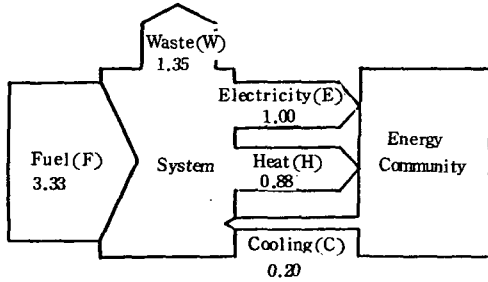 Waste(W)
1.35
Electricity(E)
1.00
Fuel(F)
3.33
System
Heat(H)
0.88
Energy
Community
Cooling(C)
0.20